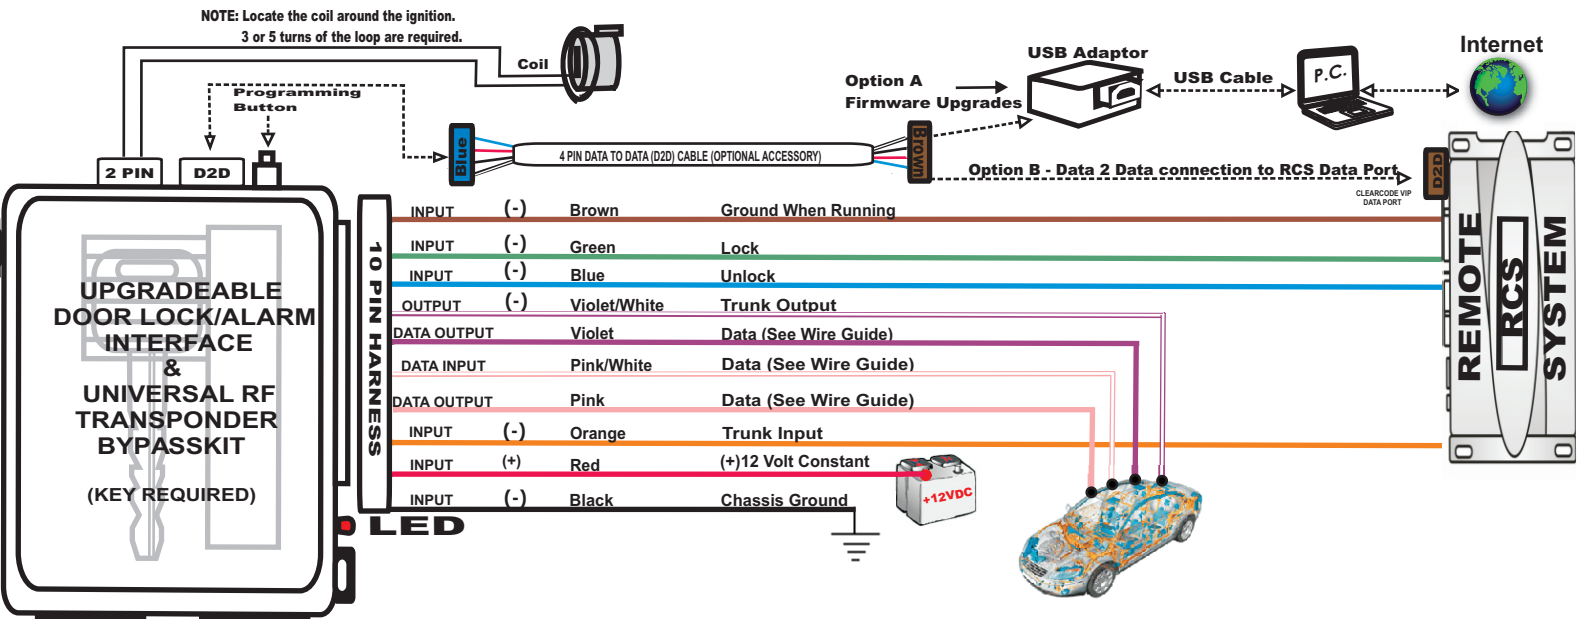 NOTE: Locate the coil around the ignition.
3 or 5 turns of the loop are required.
Coil
Programming
Button
2 PIN
D2D
Blue
4 PIN DATA TO DATA (D2D) CABLE (OPTIONAL ACCESSORY)
Brown
Option A
Firmware Upgrades
USB Adaptor
USB Cable
P.C.
Internet
Option B - Data 2 Data connection to RCS Data Port
D2D
CLEARCODE VIP
DATA PORT
UPGRADEABLE
DOOR LOCK/ALARM
INTERFACE
&
UNIVERSAL RF
TRANSPONDER
BYPASSKIT
(KEY REQUIRED)
10 PIN HARNESS
LED
INPUT (-) Brown Ground When Running
INPUT (-) Green Lock
INPUT (-) Blue Unlock
OUTPUT (-) Violet/White Trunk Output
DATA OUTPUT Violet Data (See Wire Guide)
DATA INPUT Pink/White Data (See Wire Guide)
DATA OUTPUT Pink Data (See Wire Guide)
INPUT (-) Orange Trunk Input
INPUT (+) Red (+)12 Volt Constant
INPUT (-) Black Chassis Ground
+12VDC
REMOTE
RCS
SYSTEM